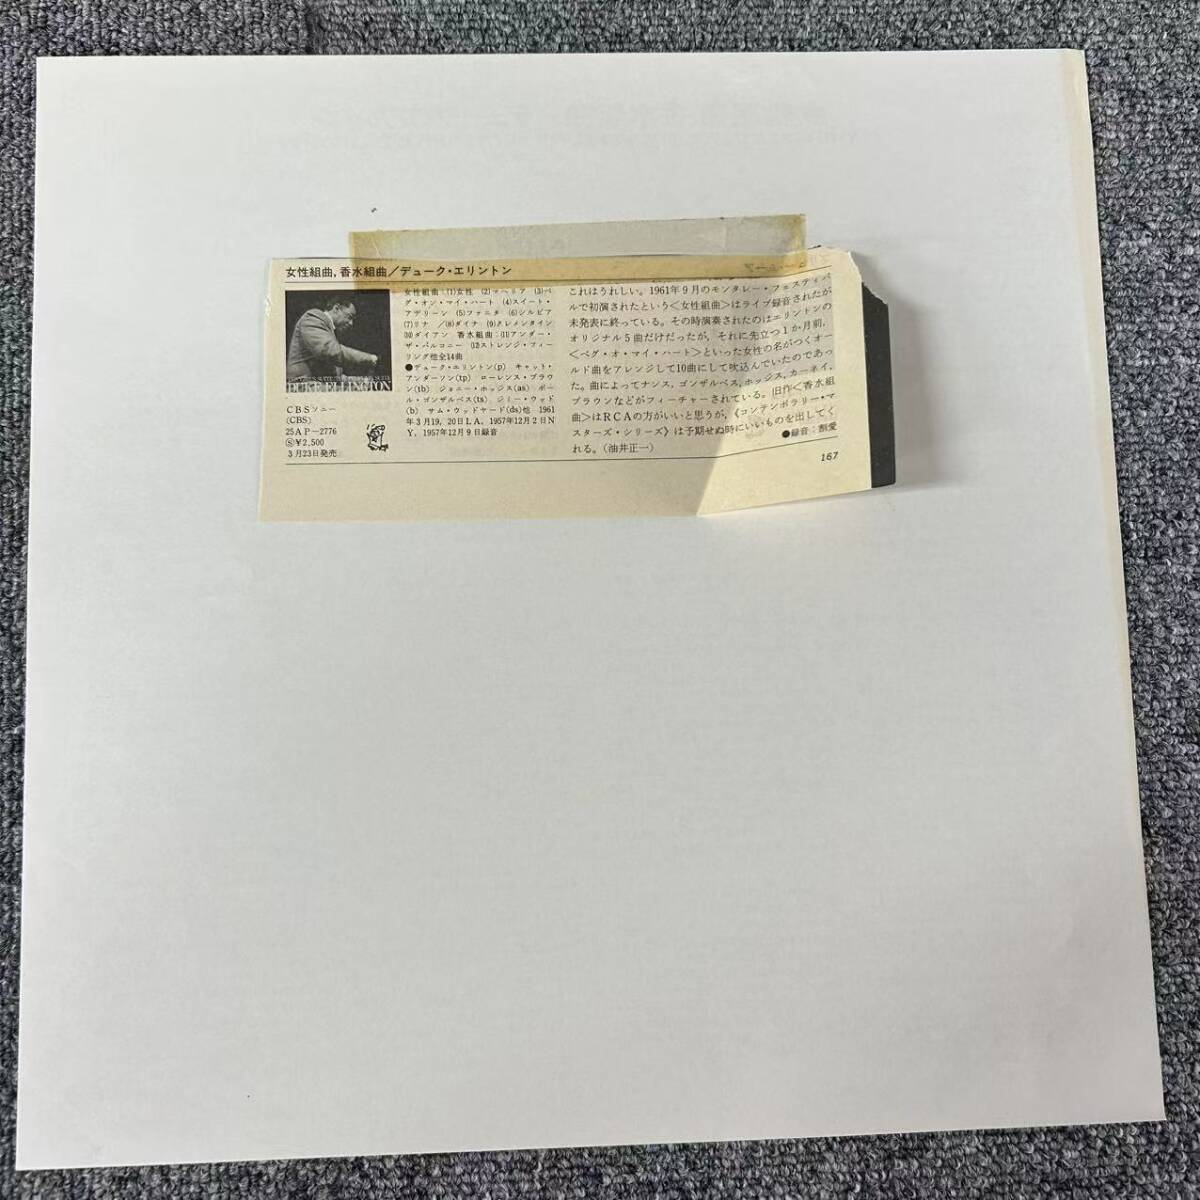 女性組曲, 香水組曲／デューク・エリントン
女性組曲：(1)女性 (2)マヘリア (3)ペ
グ・オン・マイ・ハート (4)スイート・
アデリーン (5)ファニタ (6)シルビア
(7)リナ／(8)ダイナ (9)クレメンタイン
(10)ダイアン 香水組曲：(11)アンダー・
ザ・バルコニー (12)ストレンジ・フィー
リング他全14曲
●デューク・エリントン(p) キャット・
アンダーソン(tp) ローレンス・ブラウ
ン(tb) ジョニー・ホッジス(as) ポー
ル・ゴンザルベス(ts) ジミー・ウッド
(b) サム・ウッドヤード(ds)他 1961
年3月19, 20日LA, 1957年12月2日N
Y, 1957年12月9日録音
DUKE ELLINGTON
CBSソニー
(CBS)
25AP−2776
Ⓢ¥2,500
3月23日発売
これはうれしい。1961年9月のモンタレー・フェスティバ
ルで初演されたという＜女性組曲＞はライブ録音されたが
未発表に終っている。その時演奏されたのはエリントンの
オリジナル5曲だけだったが, それに先立つ1か月前,
＜ペグ・オ・マイ・ハート＞といった女性の名がつくオー
ルド曲をアレンジして10曲にして吹込んでいたのであっ
た。曲によってナンス, ゴンザルベス, ホッジス, カーネイ,
ブラウンなどがフィーチャーされている。旧作＜香水組
曲＞はRCAの方がいいと思うが,《コンテンポラリー・マ
スターズ・シリーズ》は予期せぬ時にいいものを出してく
れる。（油井正一）
●録音：割愛
167